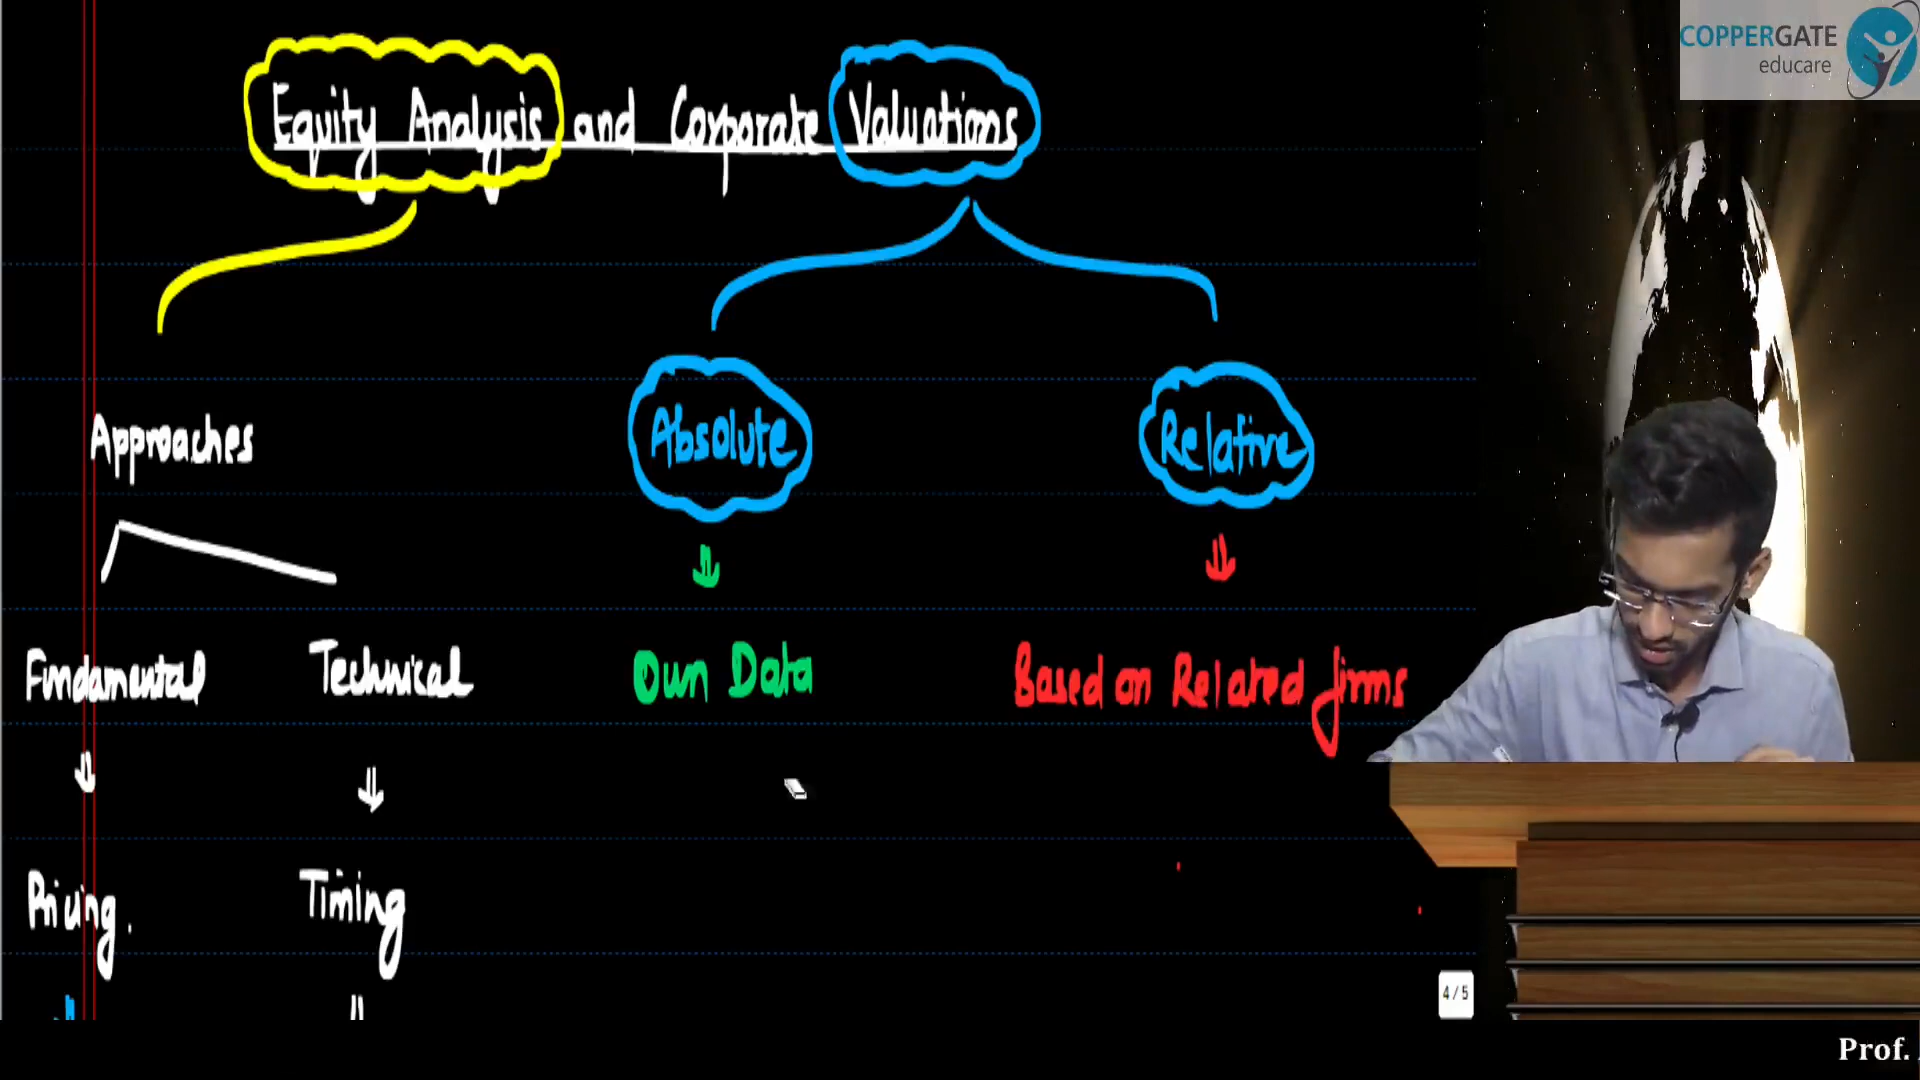 COPPERGATE
educare
Equity Analysis and Corporate Valuations
Approaches
Absolute
Relative
Fundamental
Technical
Own Data
Based on Related firms
Pricing.
Timing
4/5
Prof.